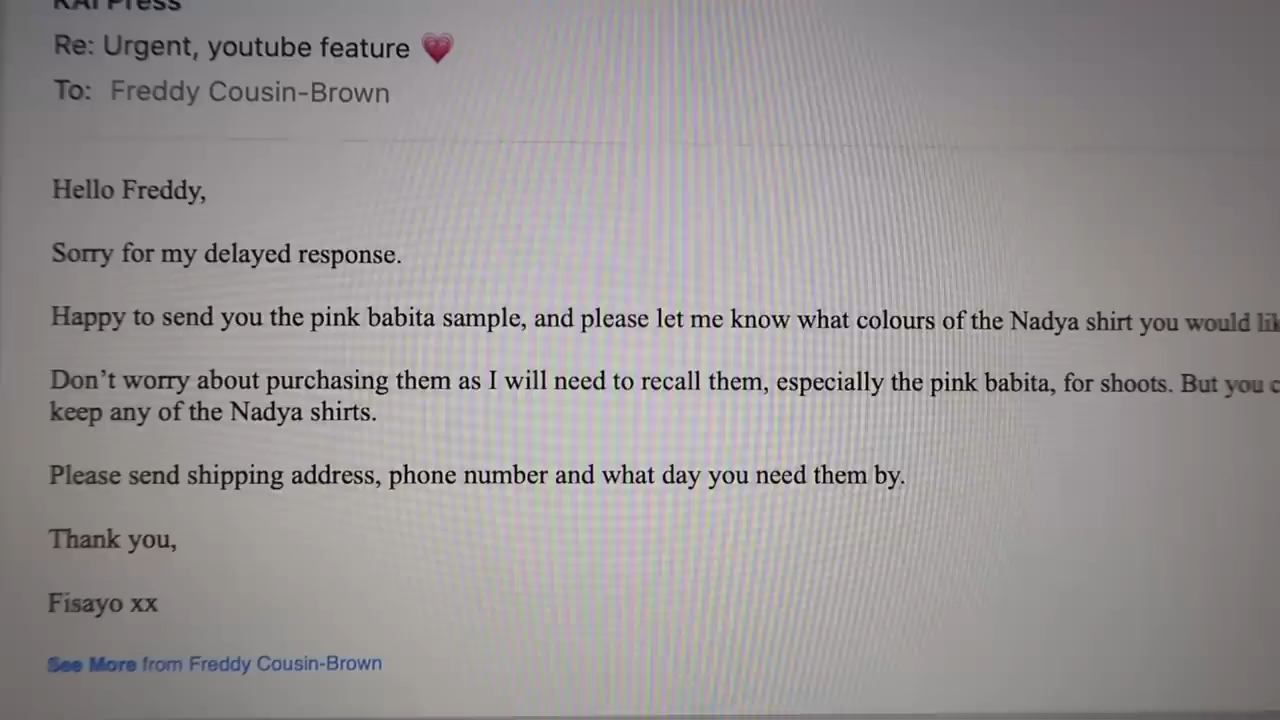 Press
Re: Urgent, youtube feature 💗
To: Freddy Cousin-Brown
Hello Freddy,
Sorry for my delayed response.
Happy to send you the pink babita sample, and please let me know what colours of the Nadya shirt you would
Don’t worry about purchasing them as I will need to recall them, especially the pink babita, for shoots. But you
keep any of the Nadya shirts.
Please send shipping address, phone number and what day you need them by.
Thank you,
Fisayo xx
See More from Freddy Cousin-Brown